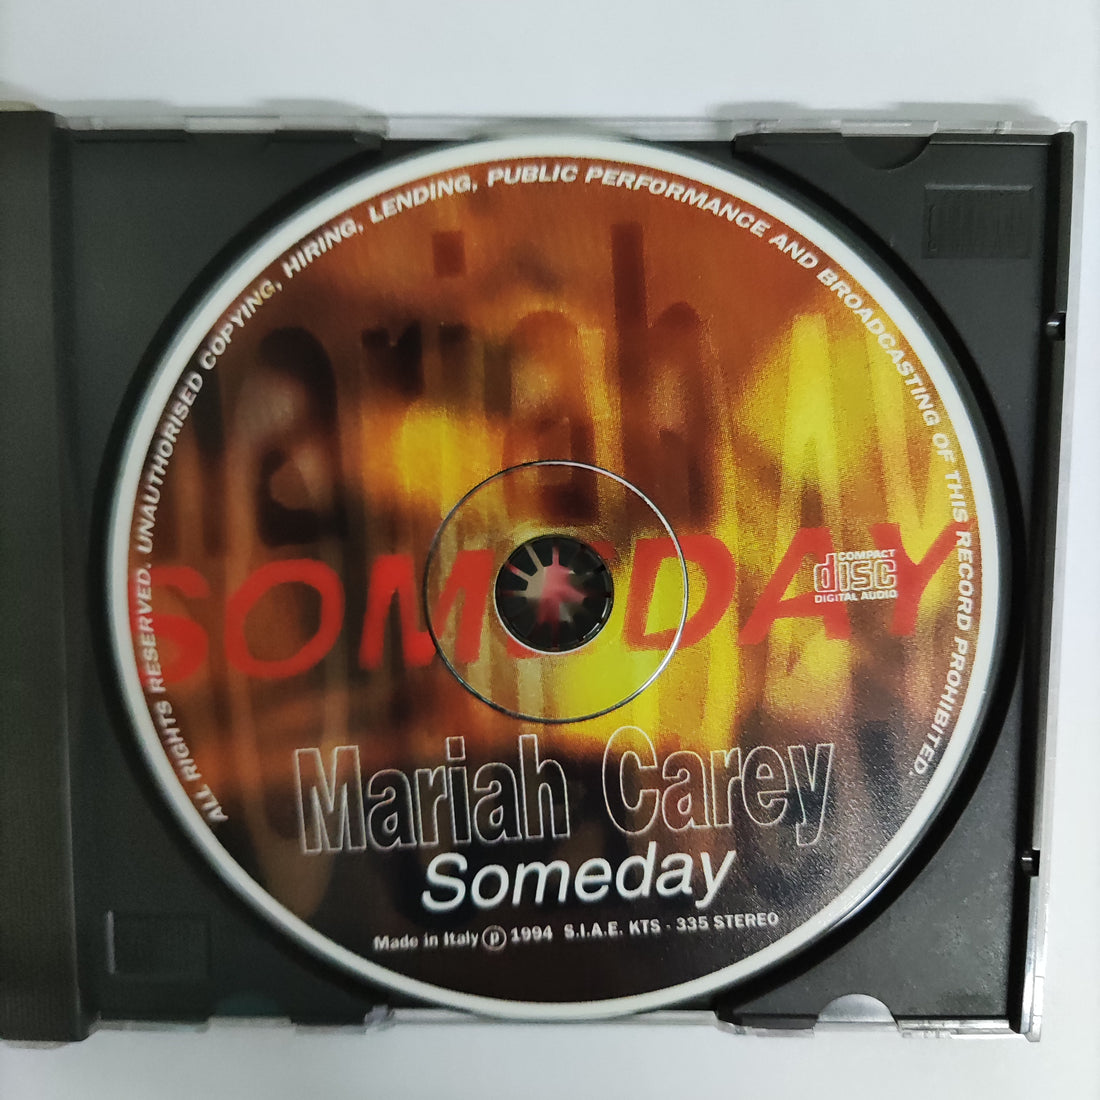 ALL RIGHTS RESERVED. UNAUTHORISED COPYING, HIRING, LENDING, PUBLIC PERFORMANCE AND BROADCASTING OF THIS RECORD PROHIBITED.
mariah
SOMEDAY
COMPACT
disc
DIGITAL AUDIO
Mariah Carey
Someday
Made in Italy ℗ 1994 S.I.A.E. KTS - 335 STEREO